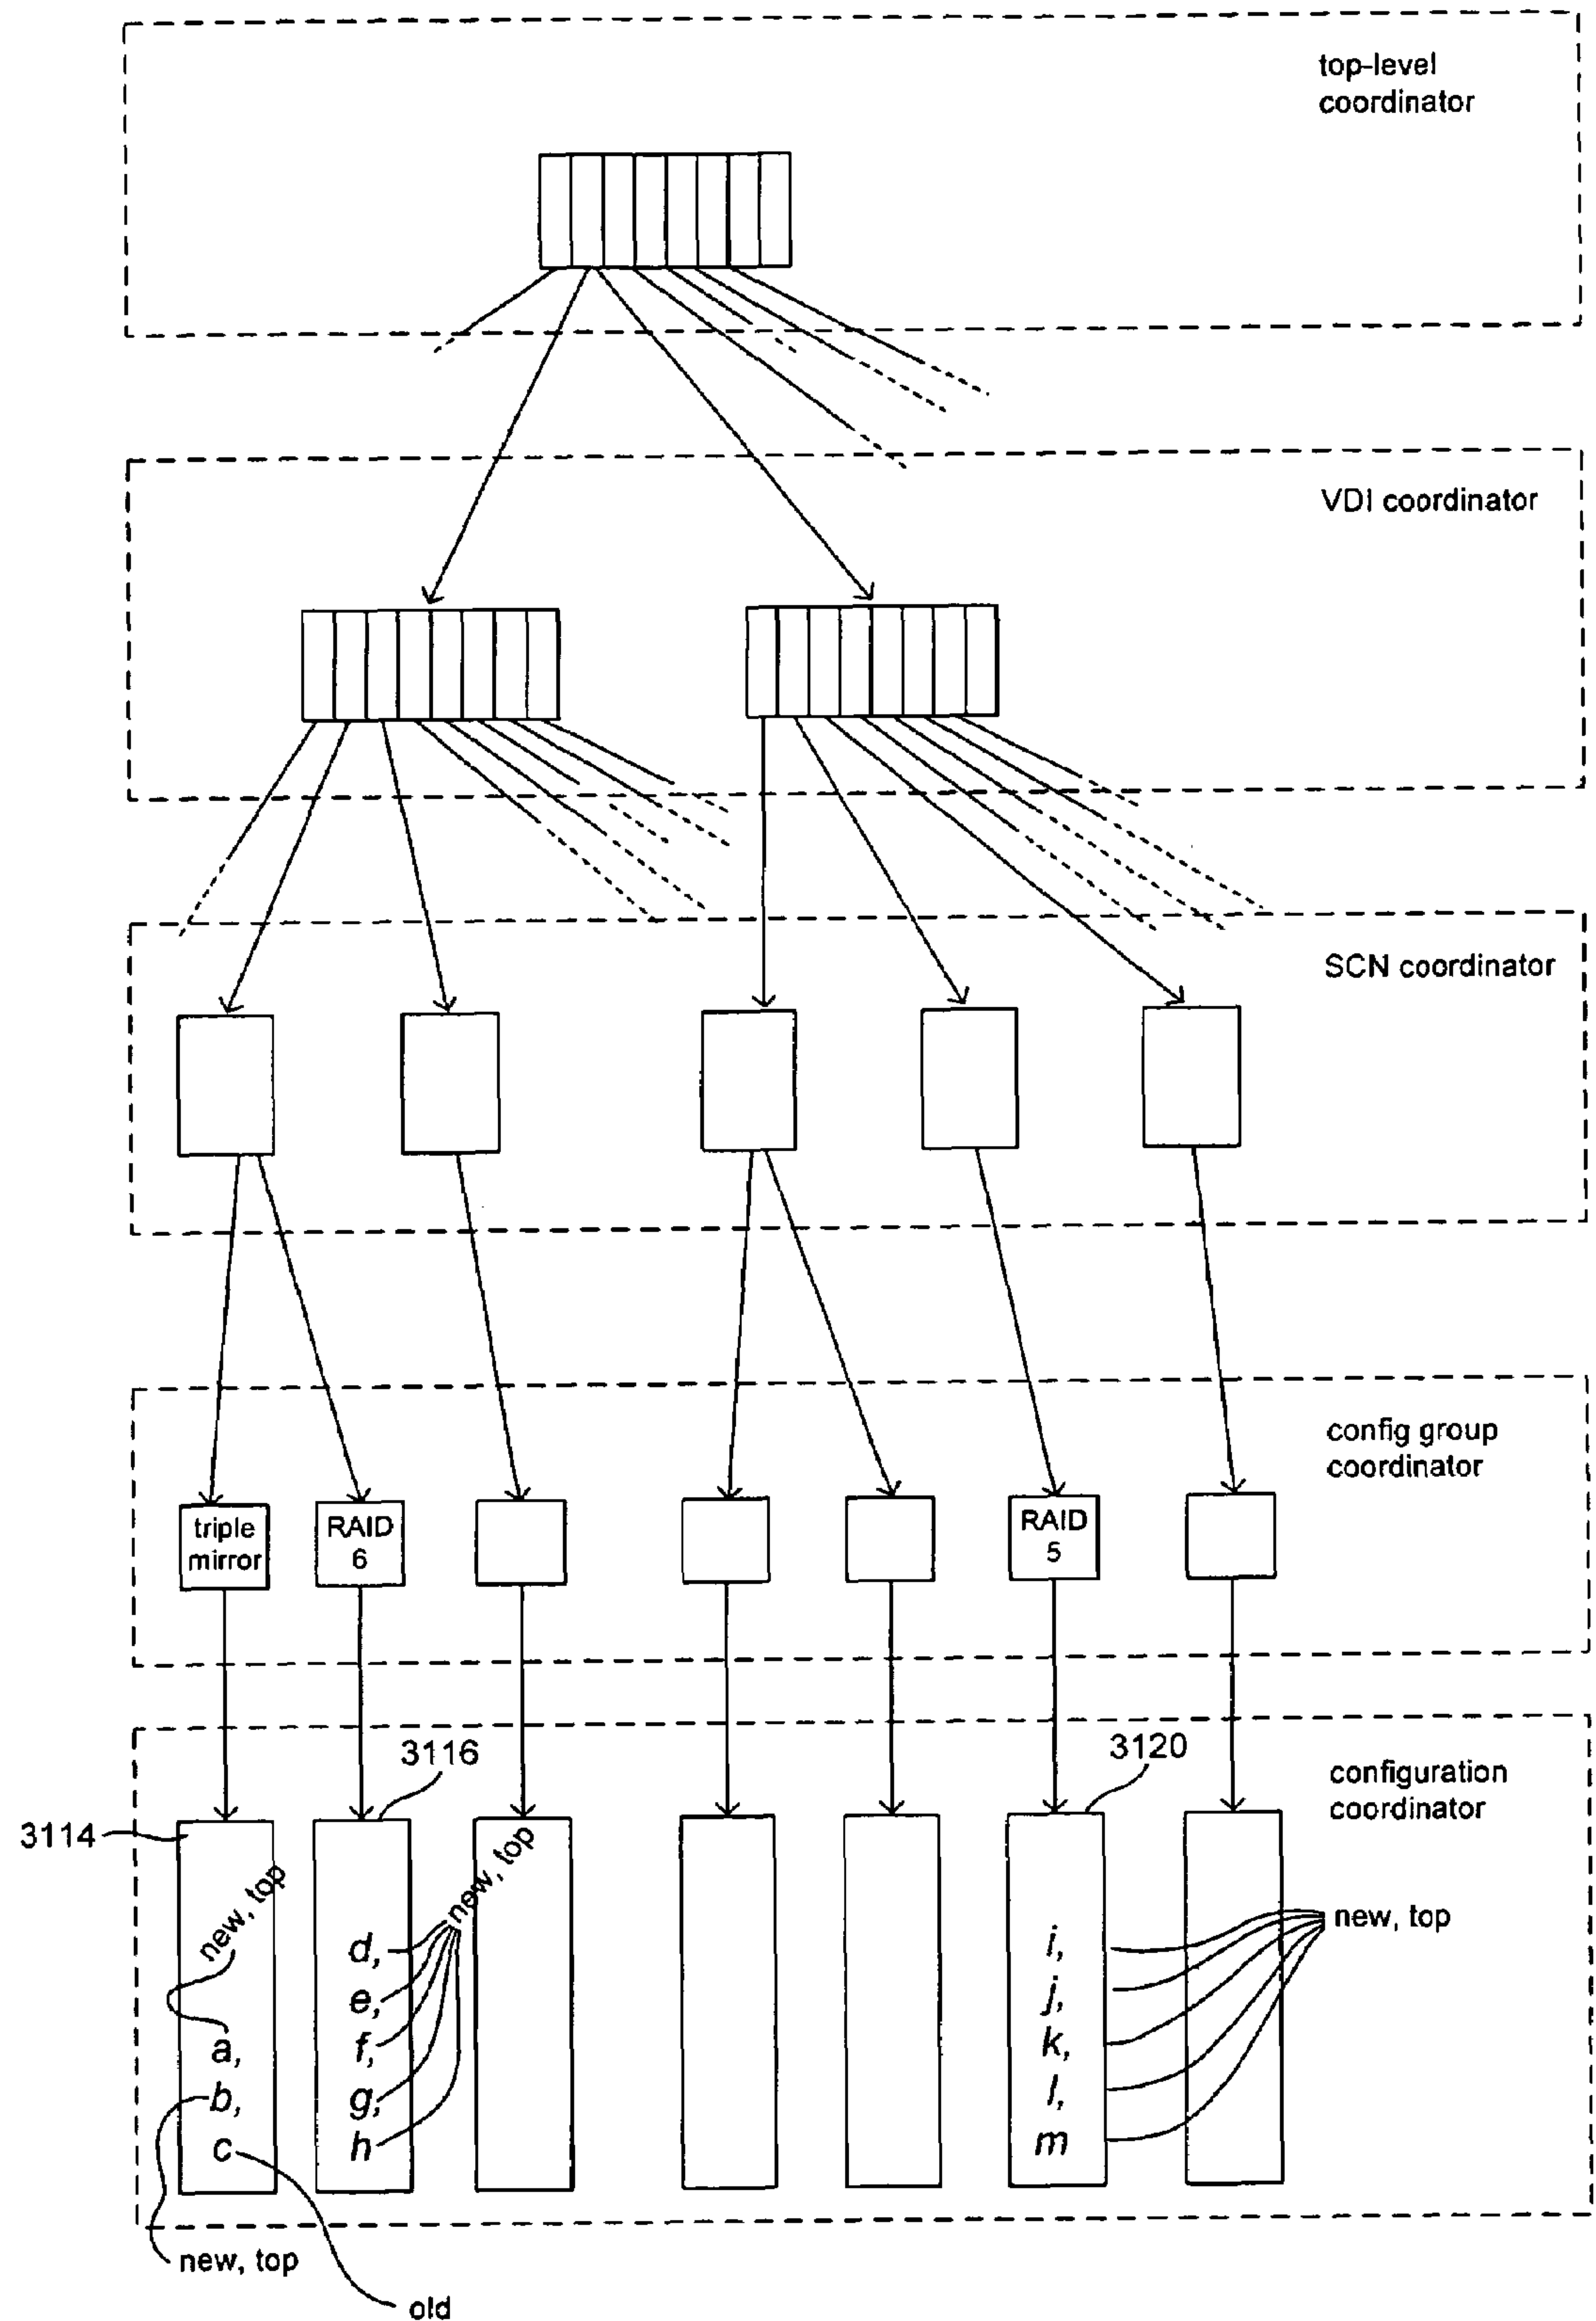 top-level
coordinator
VDI coordinator
SCN coordinator
config group
coordinator
triple
mirror
RAID
6
RAID
5
configuration
coordinator
3116
3120
3114
new, top
new, top
new, top
a,
b,
c
d,
e,
f,
g,
h
i,
j,
k,
l,
m
new, top
old